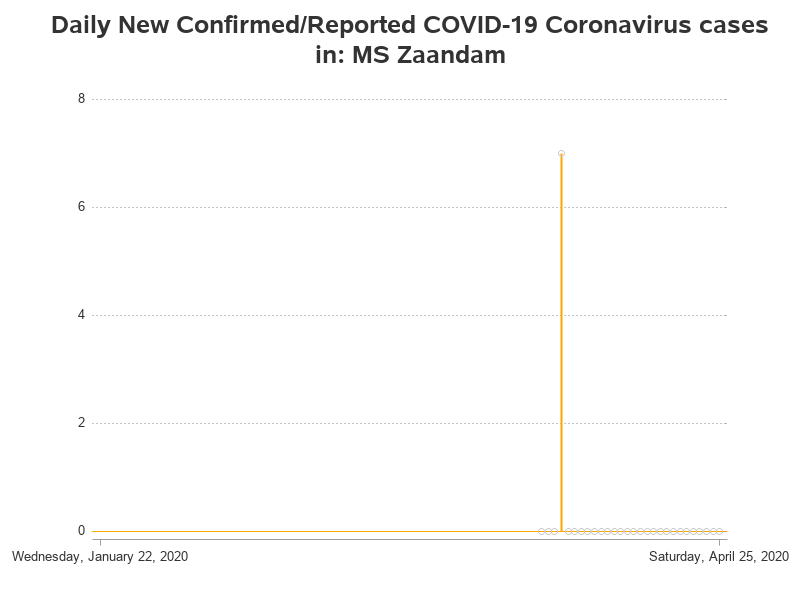 Daily New Confirmed/Reported COVID-19 Coronavirus cases
in: MS Zaandam
8
6
4
2
0
Wednesday, January 22, 2020
Saturday, April 25, 2020